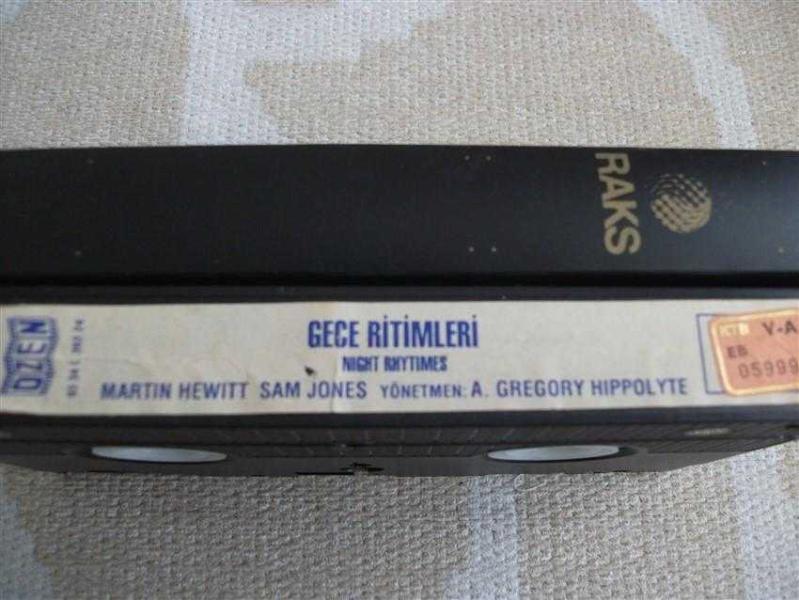 RAKS
ÖZEN
GECE RİTİMLERİ
NIGHT RHYTIMES
MARTIN HEWITT SAM JONES YÖNETMEN: A. GREGORY HIPPOLYTE
V-A
EB
05999